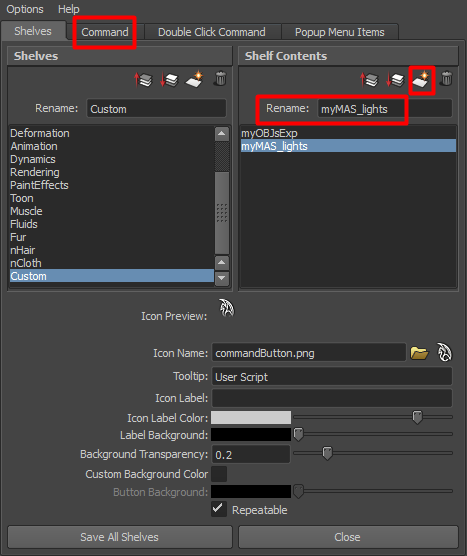 Options Help
Shelves Command Double Click Command Popup Menu Items
Shelves Shelf Contents
Rename: Custom Rename: myMAS_lights
Deformation
Animation
Dynamics
Rendering
PaintEffects
Toon
Muscle
Fluids
Fur
nHair
nCloth
Custom
myOBJsExp
myMAS_lights
Icon Preview:
Icon Name: commandButton.png
Tooltip: User Script
Icon Label:
Icon Label Color:
Label Background:
Background Transparency: 0.2
Custom Background Color
Button Background:
Repeatable
Save All Shelves Close